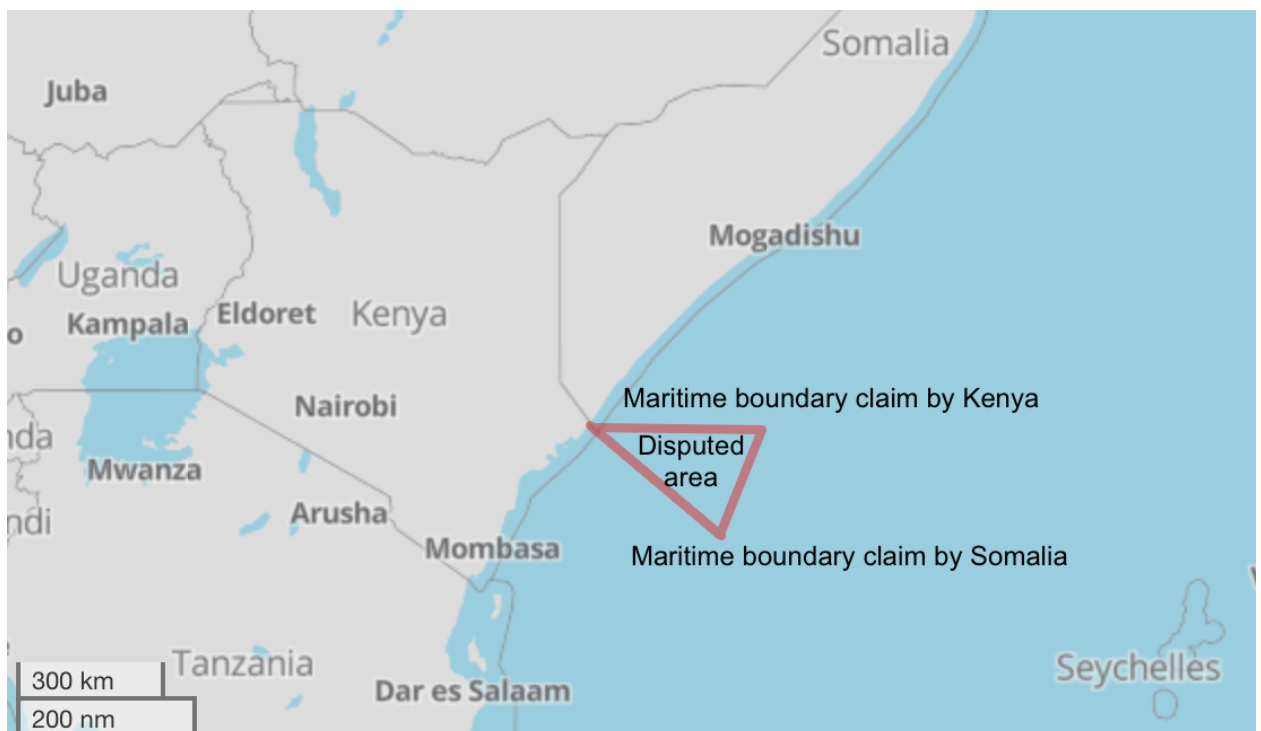 Somalia
Juba
Mogadishu
Uganda
Eldoret
Kenya
Kampala
o
Maritime boundary claim by Kenya
Nairobi
nda
Disputed
area
Mwanza
Arusha
ndi
Mombasa
Maritime boundary claim by Somalia
Tanzania
Seychelles
300 km
Dar es Salaam
200 nm